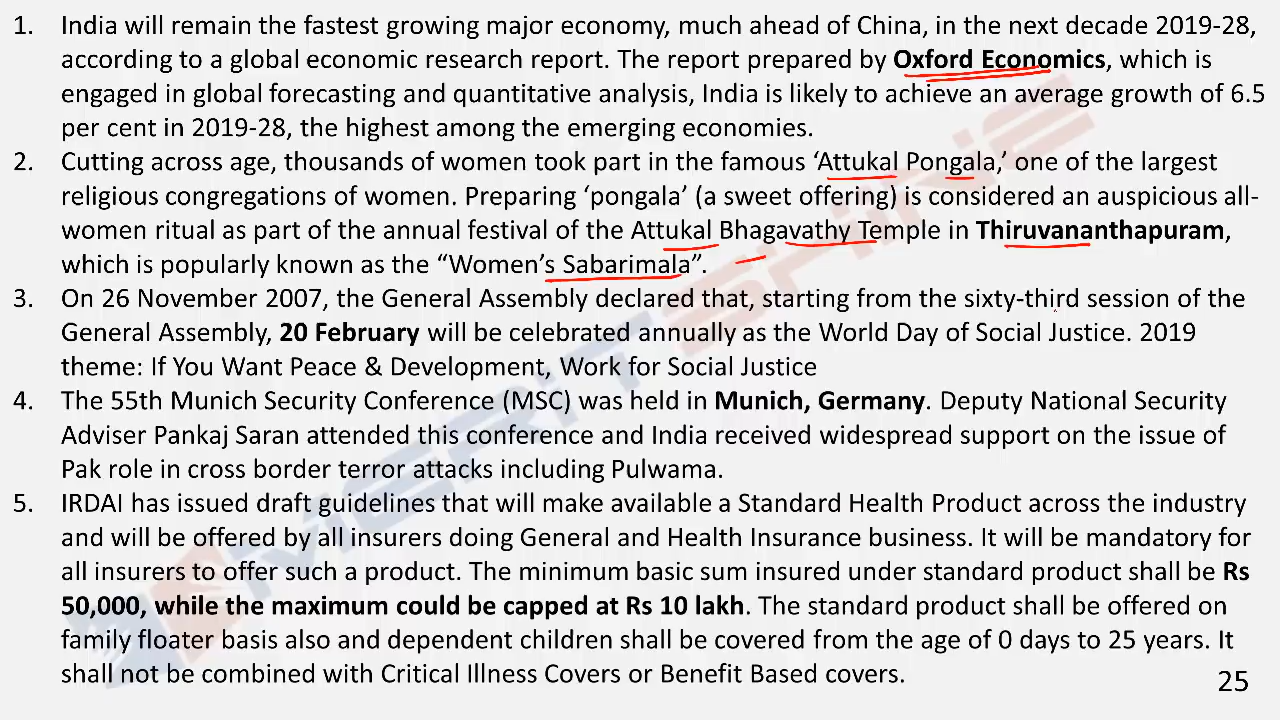 1. India will remain the fastest growing major economy, much ahead of China, in the next decade 2019-28,
according to a global economic research report. The report prepared by Oxford Economics, which is
engaged in global forecasting and quantitative analysis, India is likely to achieve an average growth of 6.5
per cent in 2019-28, the highest among the emerging economies.
2. Cutting across age, thousands of women took part in the famous ‘Attukal Pongala,’ one of the largest
religious congregations of women. Preparing ‘pongala’ (a sweet offering) is considered an auspicious all-
women ritual as part of the annual festival of the Attukal Bhagavathy Temple in Thiruvananthapuram,
which is popularly known as the “Women’s Sabarimala”.
3. On 26 November 2007, the General Assembly declared that, starting from the sixty-third session of the
General Assembly, 20 February will be celebrated annually as the World Day of Social Justice. 2019
theme: If You Want Peace & Development, Work for Social Justice
4. The 55th Munich Security Conference (MSC) was held in Munich, Germany. Deputy National Security
Adviser Pankaj Saran attended this conference and India received widespread support on the issue of
Pak role in cross border terror attacks including Pulwama.
5. IRDAI has issued draft guidelines that will make available a Standard Health Product across the industry
and will be offered by all insurers doing General and Health Insurance business. It will be mandatory for
all insurers to offer such a product. The minimum basic sum insured under standard product shall be Rs
50,000, while the maximum could be capped at Rs 10 lakh. The standard product shall be offered on
family floater basis also and dependent children shall be covered from the age of 0 days to 25 years. It
shall not be combined with Critical Illness Covers or Benefit Based covers.
25
MERIT SHINE